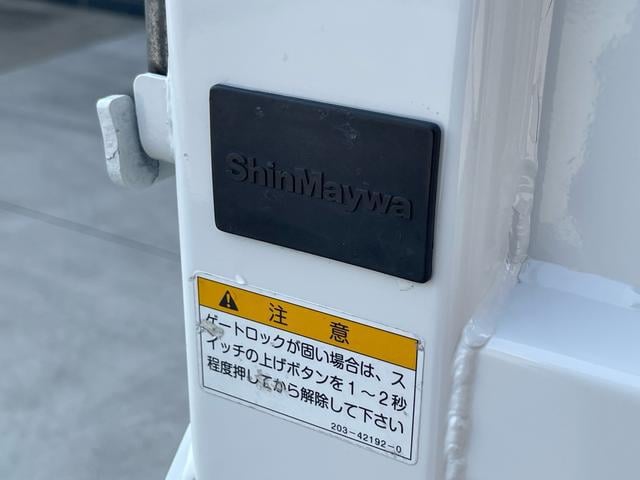 ShinMaywa
注意
ゲートロックが固い場合は、ス
イッチの上げボタンを1～2秒
程度押してから解除して下さい
203-42192-0